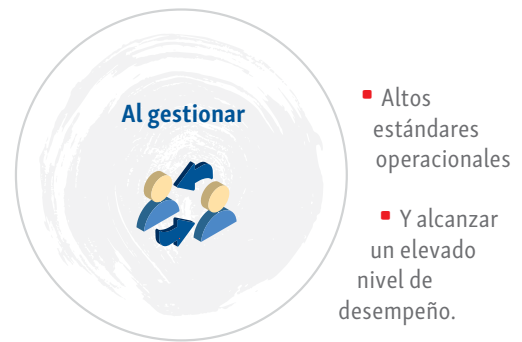 Al gestionar
▪ Altos
estándares
operacionales
▪ Y alcanzar
un elevado
nivel de
desempeño.